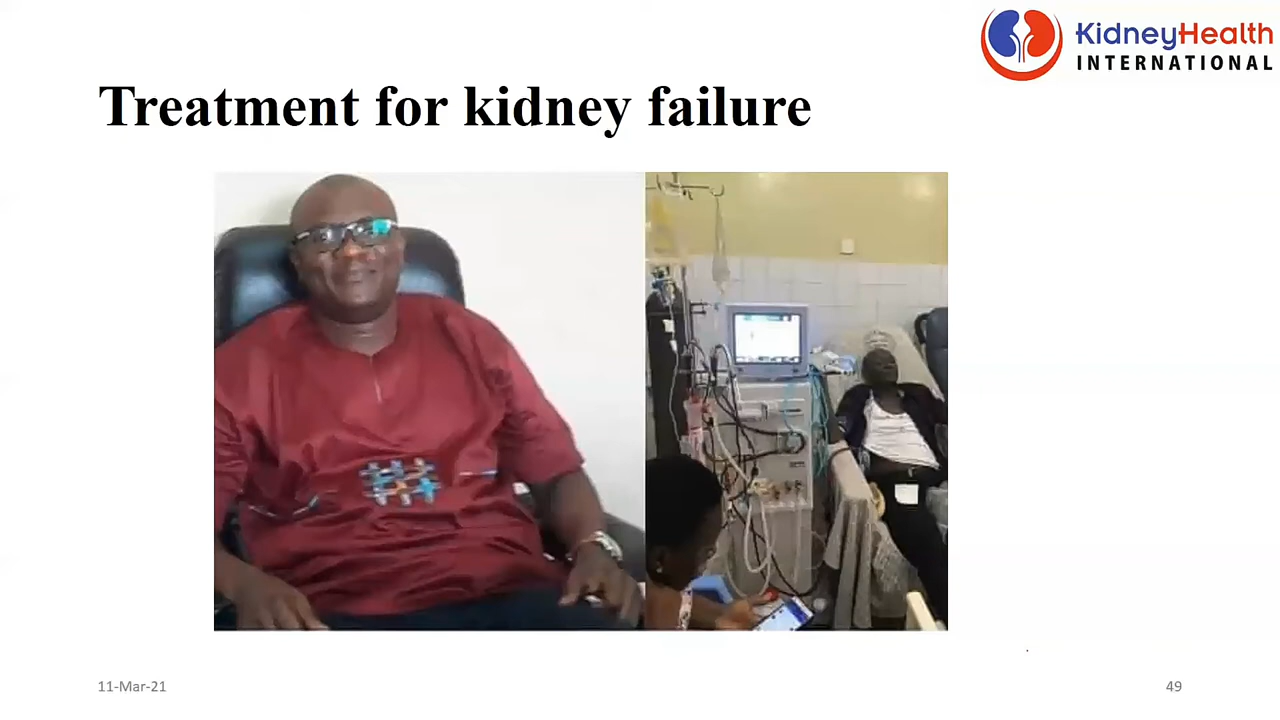 KidneyHealth
INTERNATIONAL
Treatment for kidney failure
11-Mar-21
49